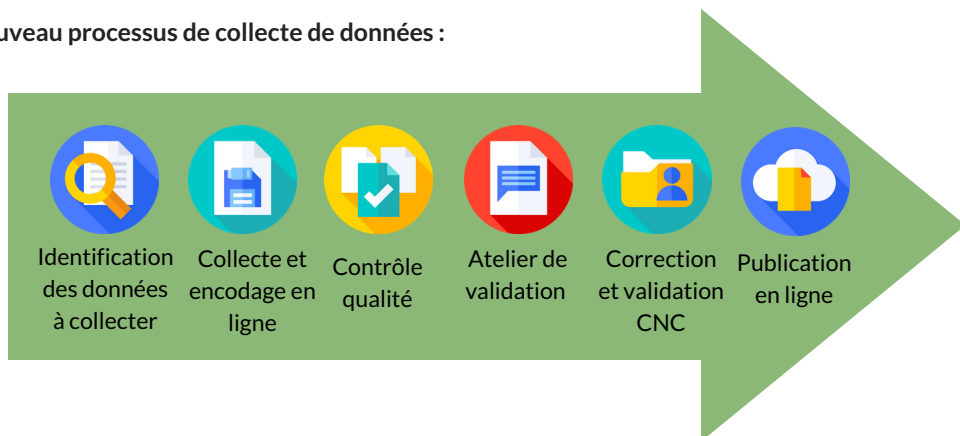 uveau processus de collecte de données :
Identification
des données
à collecter
Collecte et
encodage en
ligne
Contrôle
qualité
Atelier de
validation
Correction
et validation
CNC
Publication
en ligne